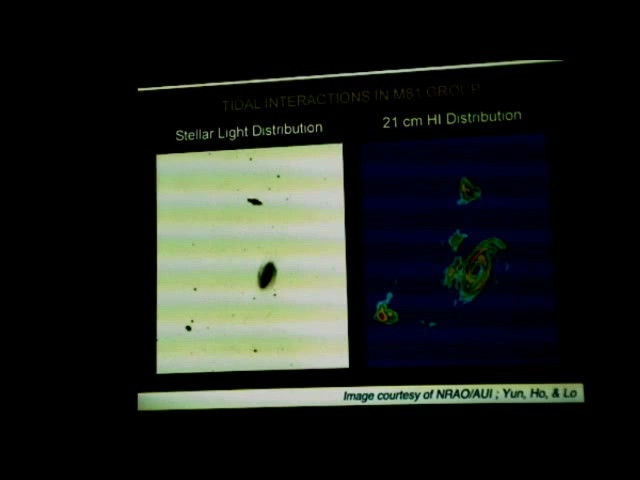 TIDAL INTERACTIONS IN M81 GROUP
Stellar Light Distribution
21 cm HI Distribution
Image courtesy of NRAO/AUI ; Yun, Ho, & Lo